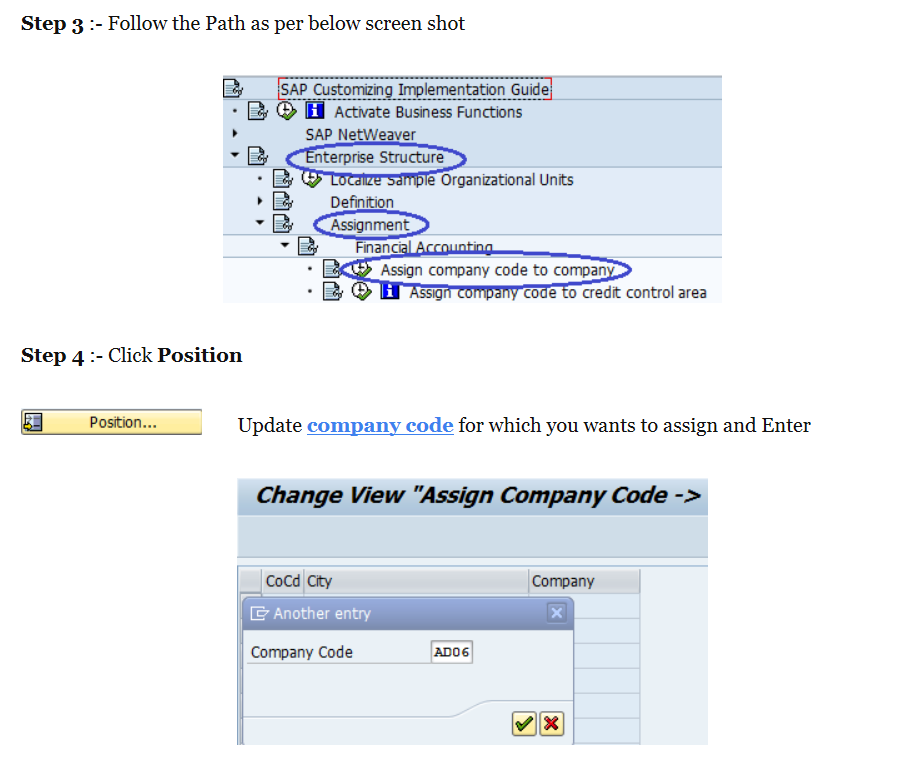 Step 3 :- Follow the Path as per below screen shot
SAP Customizing Implementation Guide
Activate Business Functions
SAP NetWeaver
Enterprise Structure
Localize Sample Organizational Units
Definition
Assignment
Financial Accounting
Assign company code to company
Assign company code to credit control area
Step 4 :- Click Position
Position...
Update company code for which you wants to assign and Enter
Change View "Assign Company Code ->
CoCd City Company
Another entry
Company Code AD06